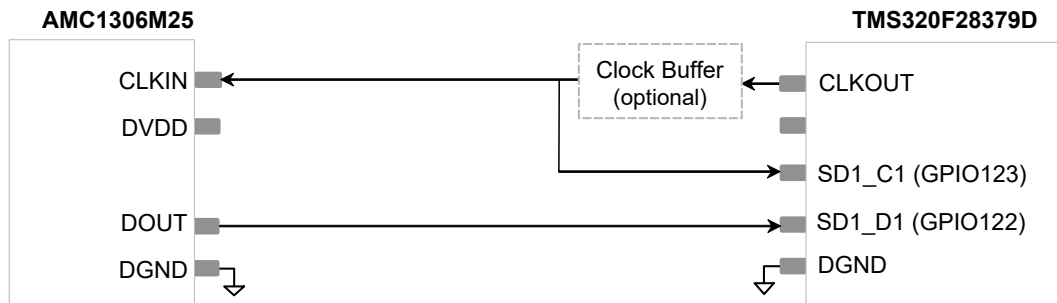 AMC1306M25
TMS320F28379D
CLKIN
DVDD
DOUT
DGND
Clock Buffer
(optional)
CLKOUT
SD1_C1 (GPIO123)
SD1_D1 (GPIO122)
DGND